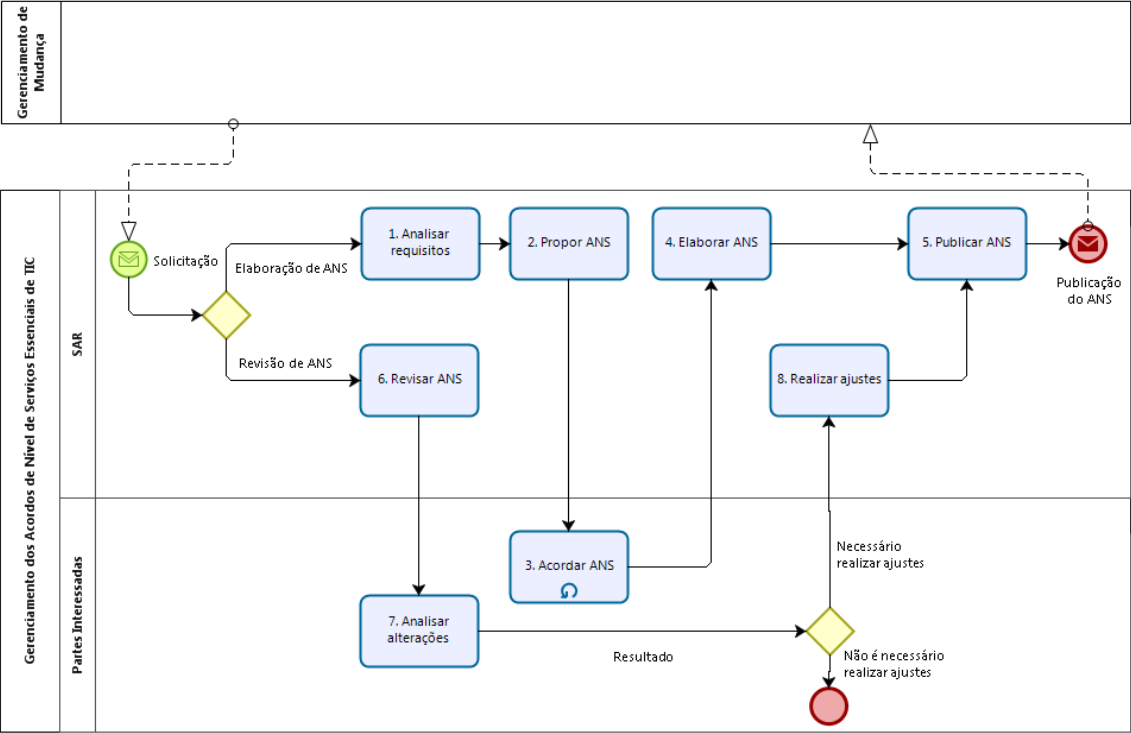 Gerenciamento de
Mudança
Gerenciamento dos Acordos de Nível de Serviços Essenciais de TIC
SAR
Solicitação
Elaboração de ANS
Revisão de ANS
1. Analisar
requisitos
2. Propor ANS
4. Elaborar ANS
5. Publicar ANS
Publicação
do ANS
6. Revisar ANS
8. Realizar ajustes
Partes Interessadas
3. Acordar ANS
7. Analisar
alterações
Resultado
Necessário
realizar ajustes
Não é necessário
realizar ajustes